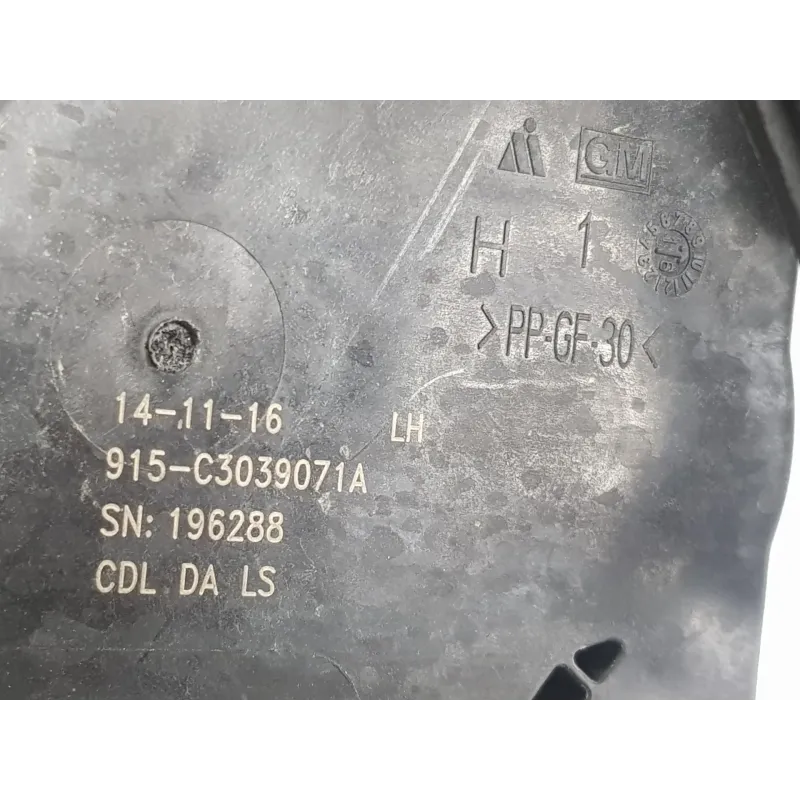 GM
H 1
>PP-GF-30<
14-11-16 LH
915-C3039071A
SN: 196288
CDL DA LS